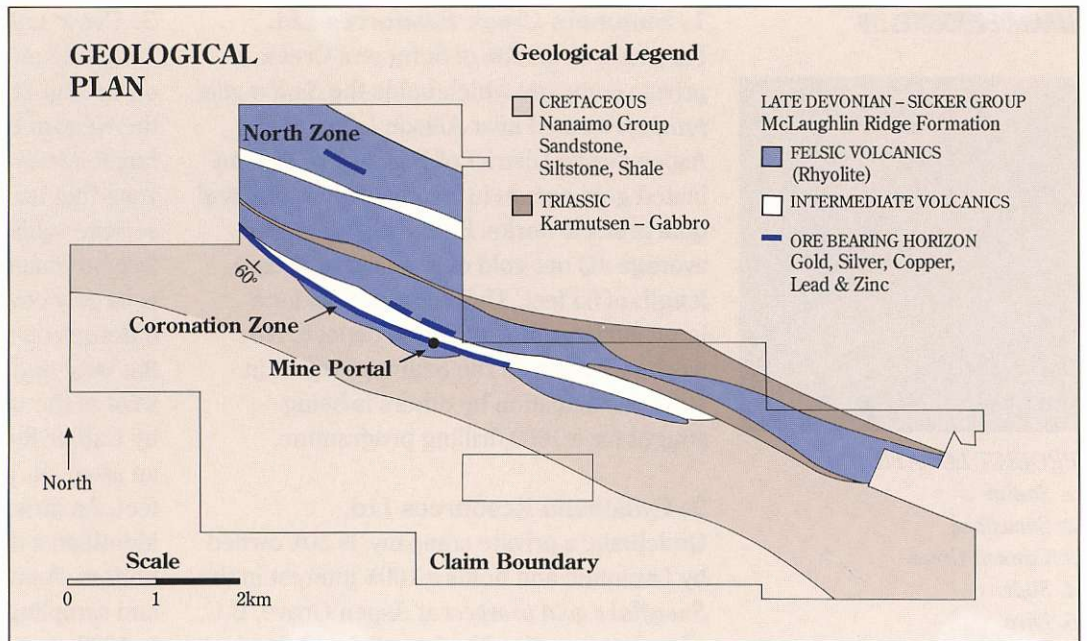 GEOLOGICAL
PLAN
Geological Legend
CRETACEOUS
Nanaimo Group
Sandstone,
Siltstone, Shale
TRIASSIC
Karmutsen – Gabbro
LATE DEVONIAN – SICKER GROUP
McLaughlin Ridge Formation
FELSIC VOLCANICS
(Rhyolite)
INTERMEDIATE VOLCANICS
ORE BEARING HORIZON
Gold, Silver, Copper,
Lead & Zinc
North Zone
60°
Coronation Zone
Mine Portal
North
Scale
0 1 2km
Claim Boundary